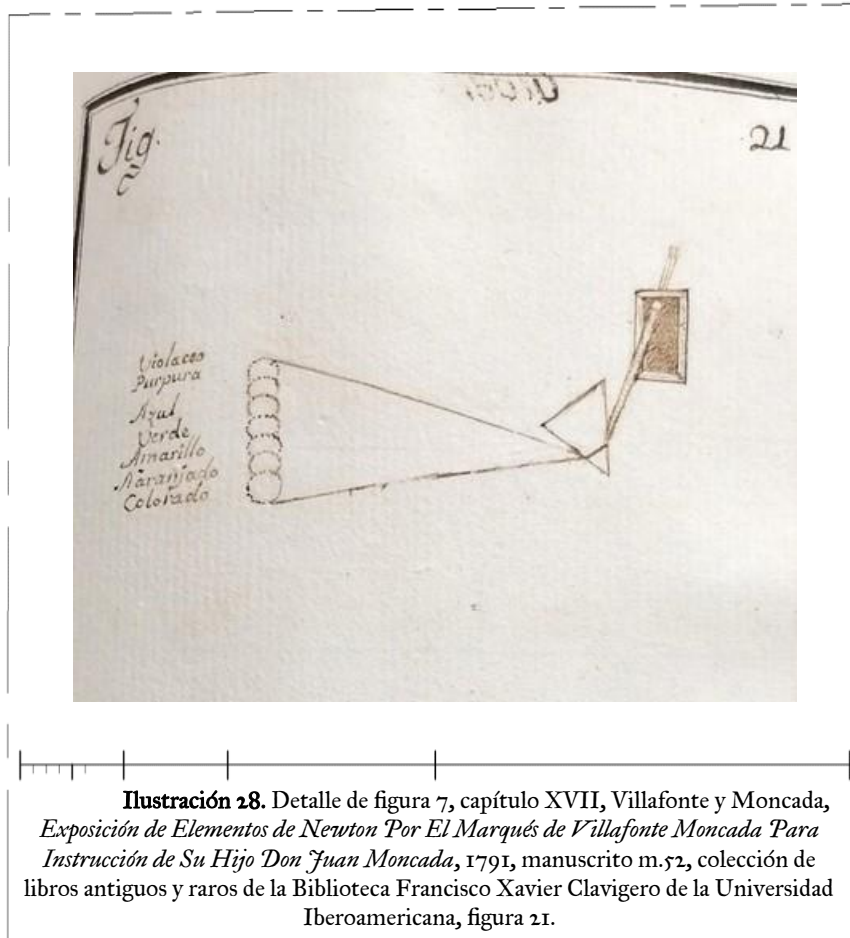 Fig.
21
Violaceo
Purpura
Azul
Verde
Amarillo
Naranjado
Colorado
Ilustración 28. Detalle de figura 7, capítulo XVII, Villafonte y Moncada,
Exposición de Elementos de Newton Por El Marqués de Villafonte Moncada Para
Instrucción de Su Hijo Don Juan Moncada, 1791, manuscrito m.52, colección de
libros antiguos y raros de la Biblioteca Francisco Xavier Clavigero de la Universidad
Iberoamericana, figura 21.